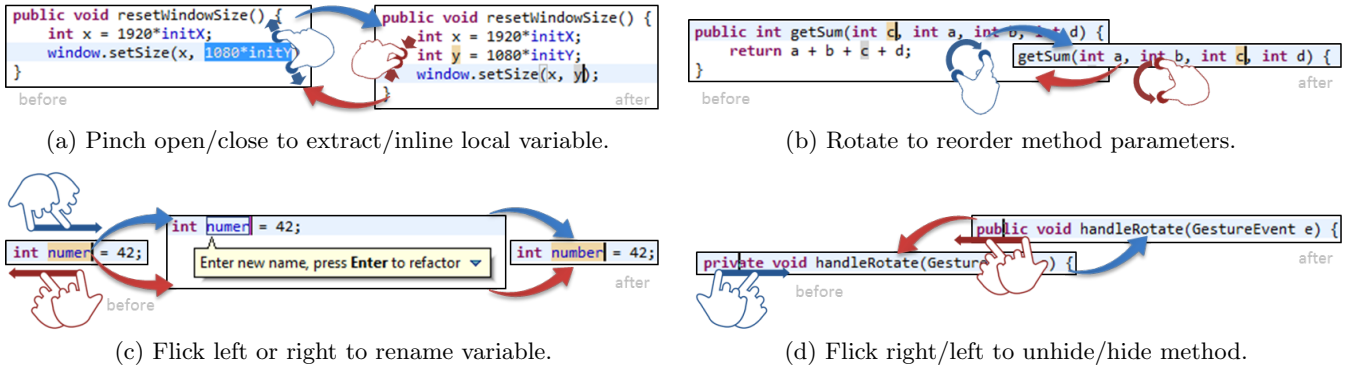 public void resetWindowSize() {
int x = 1920*initX;
window.setSize(x, 1080*initY)
}
before
public void resetWindowSize() {
int x = 1920*initX;
int y = 1080*initY;
window.setSize(x, y);
}
after
(a) Pinch open/close to extract/inline local variable.
public int getSum(int c, int a, int b, int d) {
return a + b + c + d;
}
before
getSum(int a, int b, int c, int d) {
after
(b) Rotate to reorder method parameters.
int numer = 42;
before
int numer = 42;
Enter new name, press Enter to refactor
int number = 42;
after
(c) Flick left or right to rename variable.
public void handleRotate(GestureEvent e) {
after
private void handleRotate(Gesture ) {
before
(d) Flick right/left to unhide/hide method.